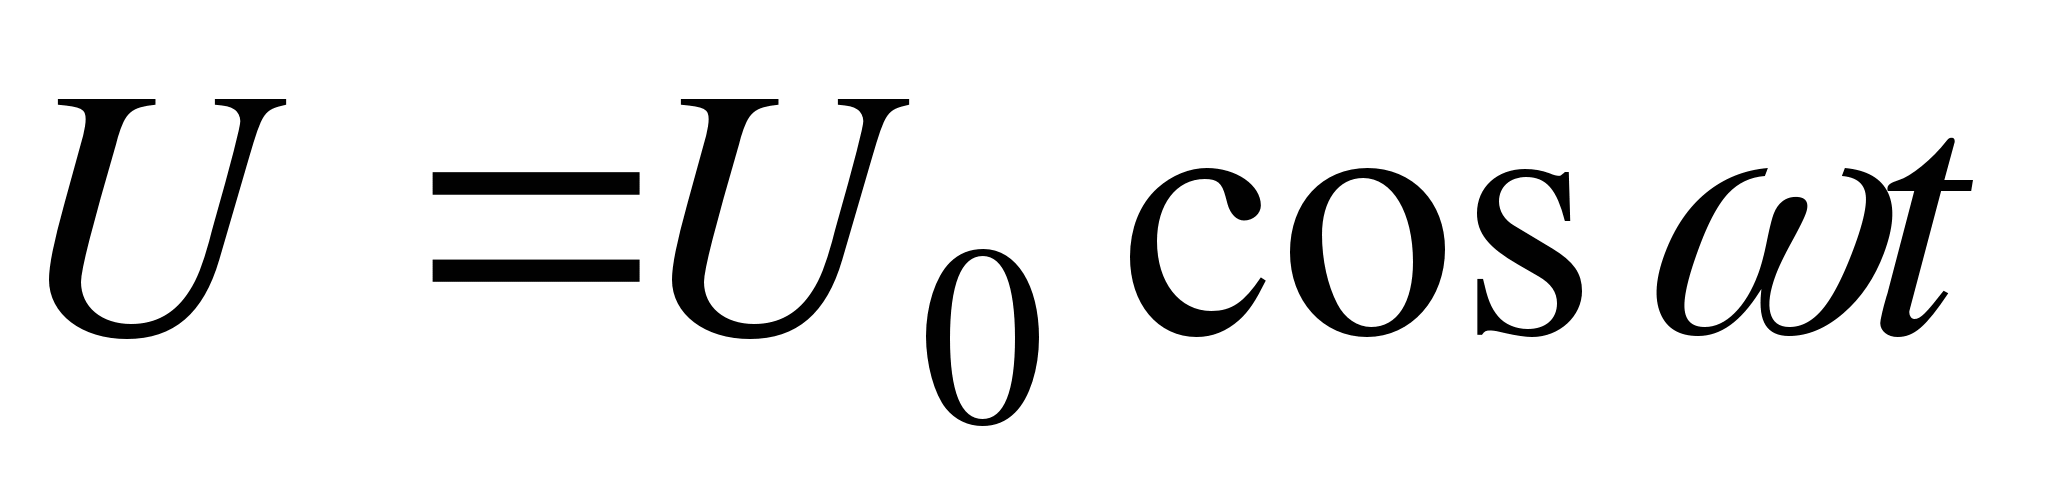 U = U₀ cos ωt